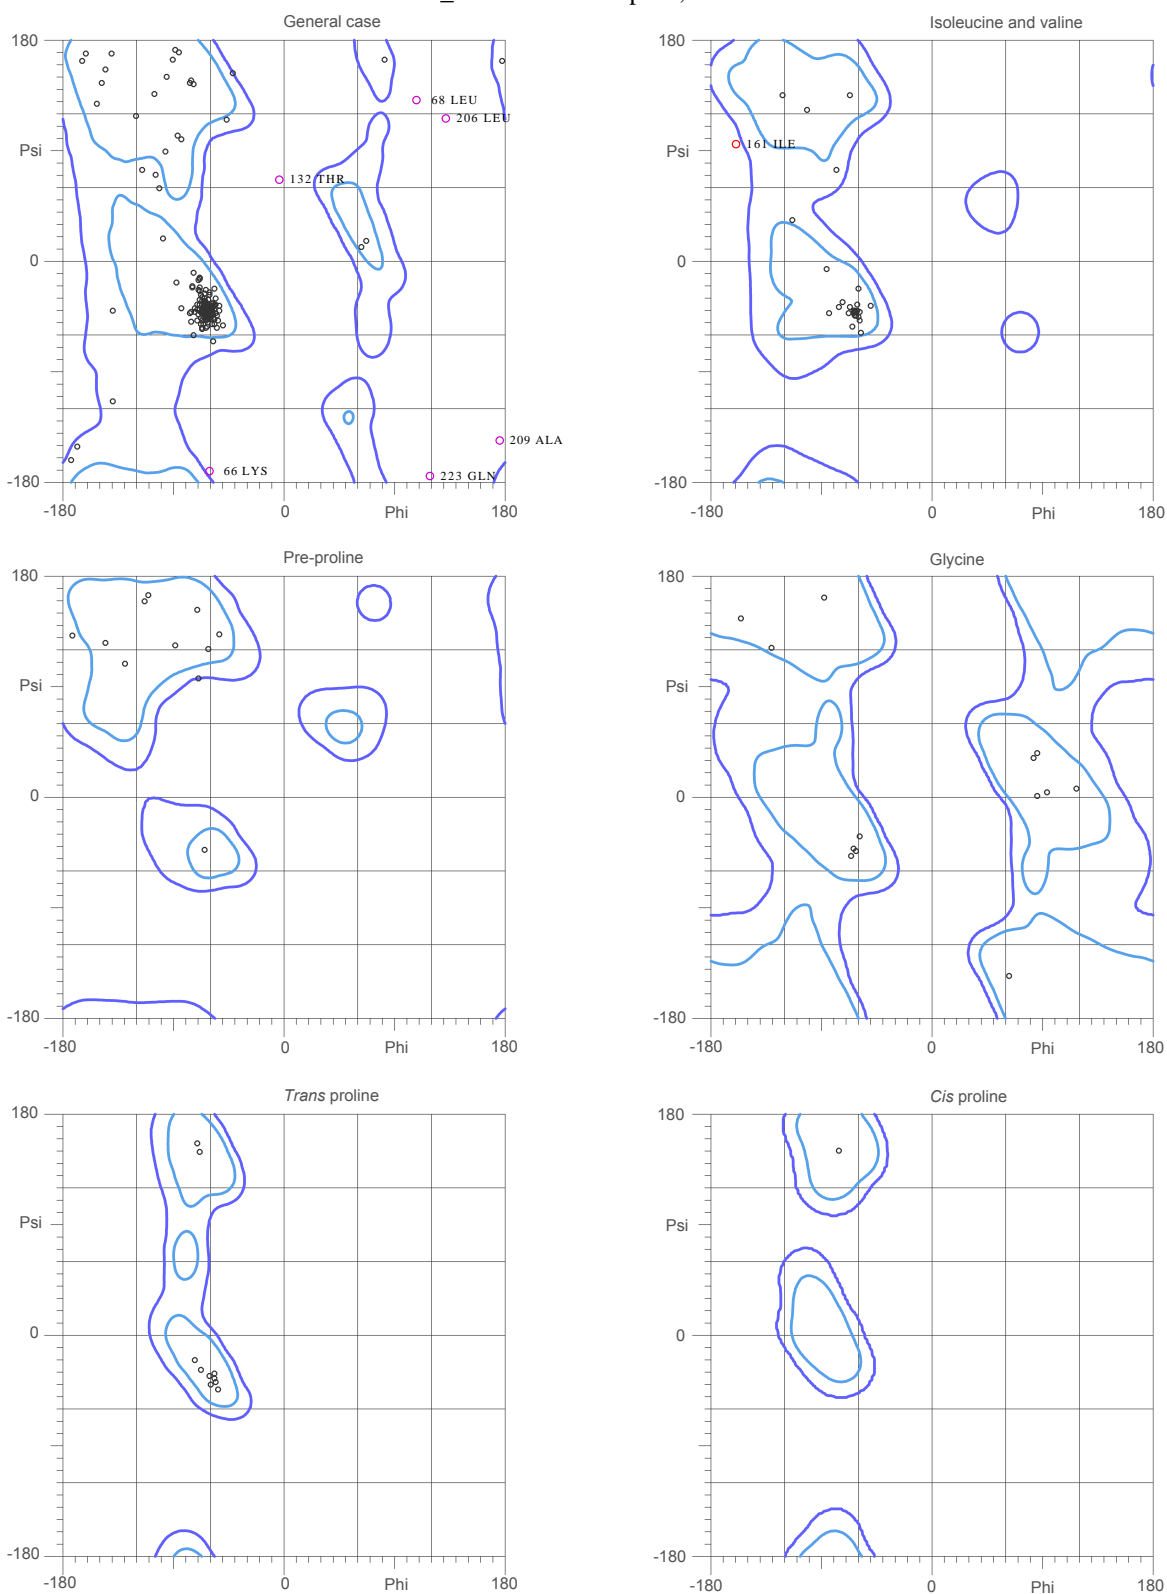 General case
180
Psi
0
-180
-180
0
Phi
180
68 LEU
206 LEU
132 THR
209 ALA
66 LYS
223 GLN
Isoleucine and valine
180
Psi
0
-180
-180
0
Phi
180
161 ILE
Pre-proline
180
Psi
0
-180
-180
0
Phi
180
Glycine
180
Psi
0
-180
-180
0
Phi
180
Trans proline
180
Psi
0
-180
-180
0
Phi
180
Cis proline
180
Psi
0
-180
-180
0
Phi
180